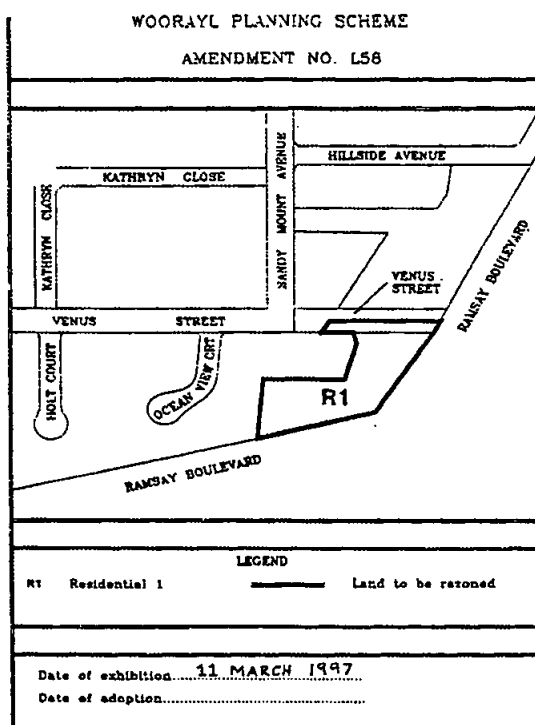 WOORAYL PLANNING SCHEME
AMENDMENT NO. L58
HILLSIDE AVENUE
KATHRYN CLOSE
KATHRYN CLOSE
SANDY MOUNT AVENUE
VENUS
STREET
RAMSAY BOULEVARD
VENUS STREET
HOLT COURT
OCEAN VIEW CRT
R1
RAMSAY BOULEVARD
LEGEND
R1 Residential 1 Land to be rezoned
Date of exhibition 11 MARCH 1997
Date of adoption